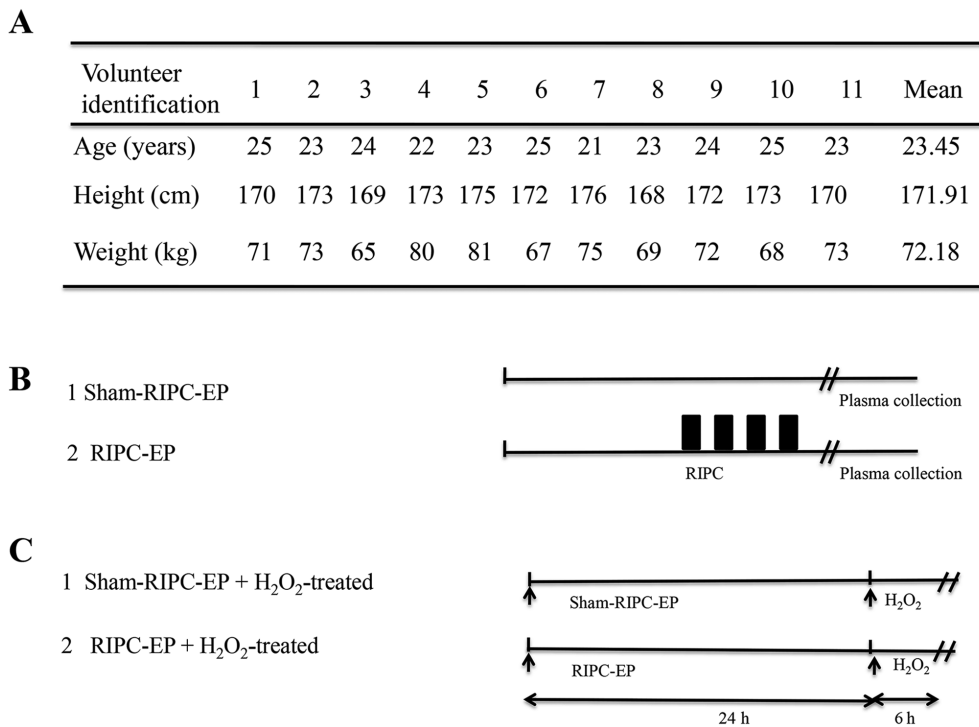 A
Volunteer identification 1 2 3 4 5 6 7 8 9 10 11 Mean
Age (years) 25 23 24 22 23 25 21 23 24 25 23 23.45
Height (cm) 170 173 169 173 175 172 176 168 172 173 170 171.91
Weight (kg) 71 73 65 80 81 67 75 69 72 68 73 72.18
B
1 Sham-RIPC-EP
Plasma collection
2 RIPC-EP
RIPC
Plasma collection
C
1 Sham-RIPC-EP + H₂O₂-treated
Sham-RIPC-EP
H₂O₂
2 RIPC-EP + H₂O₂-treated
RIPC-EP
H₂O₂
24 h
6 h